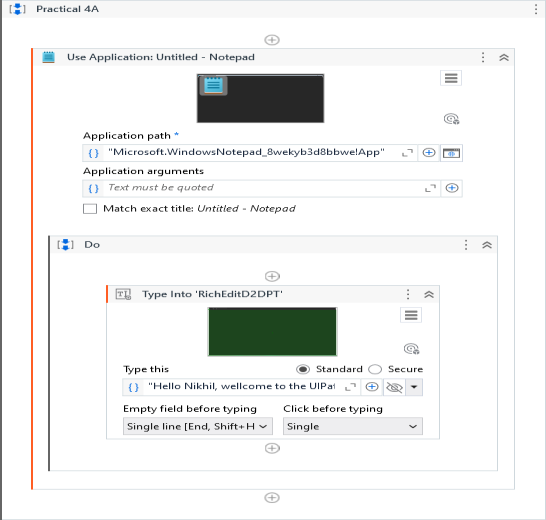 Practical 4A
Use Application: Untitled - Notepad
Application path *
"Microsoft.WindowsNotepad_8wekyb3d8bbwe!App"
Application arguments
Text must be quoted
Match exact title: Untitled - Notepad
Do
Type Into 'RichEditD2DPT'
Type this
Standard
Secure
"Hello Nikhil, wellcome to the UIPat
Empty field before typing
Click before typing
Single line [End, Shift+H
Single